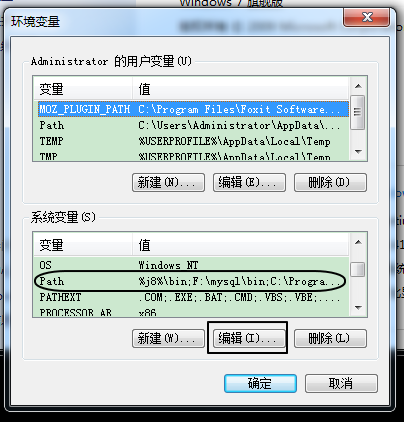 Windows 7 旗舰版
环境变量
Administrator 的用户变量(U)
变量 值
MOZ_PLUGIN_PATH C:\Program Files\Foxit Software...
Path C:\Users\Administrator\AppData\...
TEMP %USERPROFILE%\AppData\Local\Temp
TMP %USERPROFILE%\AppData\Local\Temp
新建(N)... 编辑(E)... 删除(D)
系统变量(S)
变量 值
OS Windows_NT
Path %j8%\bin;F:\mysql\bin;C:\Progra...
PATHEXT .COM;.EXE;.BAT;.CMD;.VBS;.VBE;....
PROCESSOR_AR... x86
新建(W)... 编辑(I)... 删除(L)
确定 取消